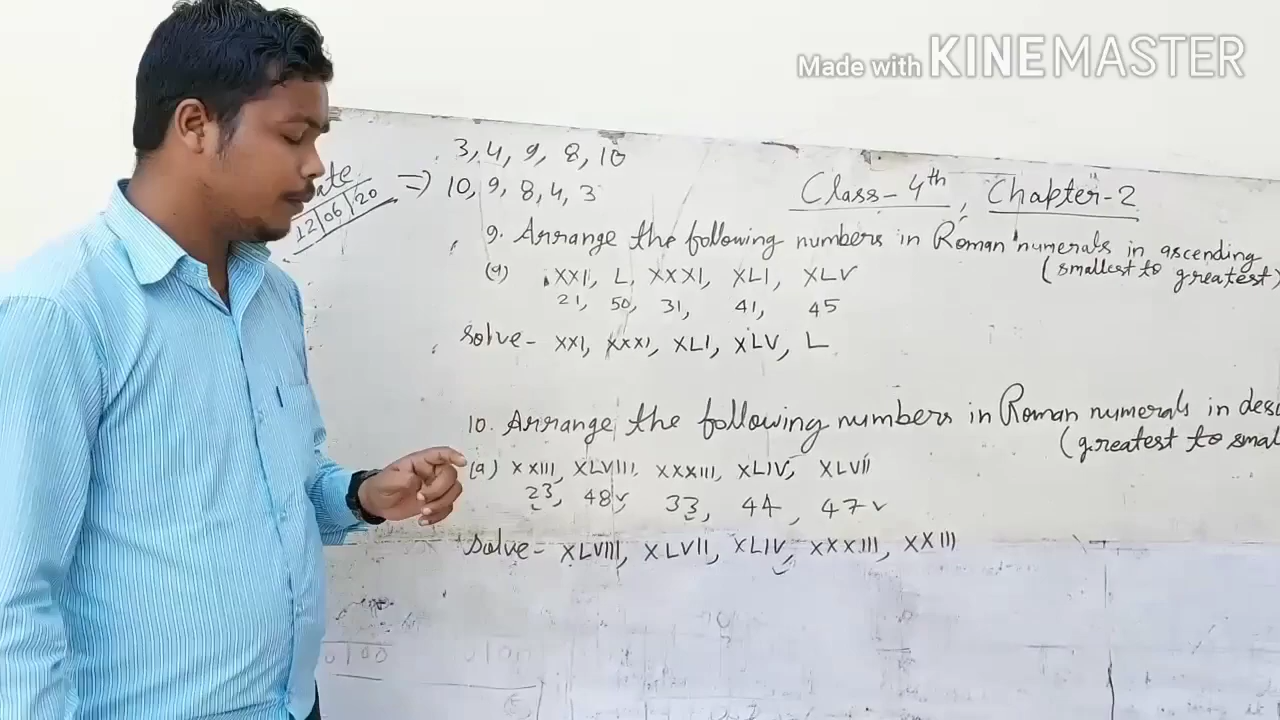 Made with KINEMASTER
3, 4, 9, 8, 10
=) 10, 9, 8, 4, 3
12/06/20
Class-4th, Chapter-2
9. Arrange the following numbers in Roman numerals in ascending
(smallest to greatest)
(a) XXI, L, XXXI, XLI, XLV
21, 50, 31, 41, 45
Solve- XXI, XXXI, XLI, XLV, L
10. Arrange the following numbers in Roman numerals in desc
(greatest to smal
(a) XXIII, XLVIII, XXXIII, XLIV, XLVII
23, 48, 33, 44, 47
Solve- XLVIII, XLVII, XLIV, XXXIII, XXIII